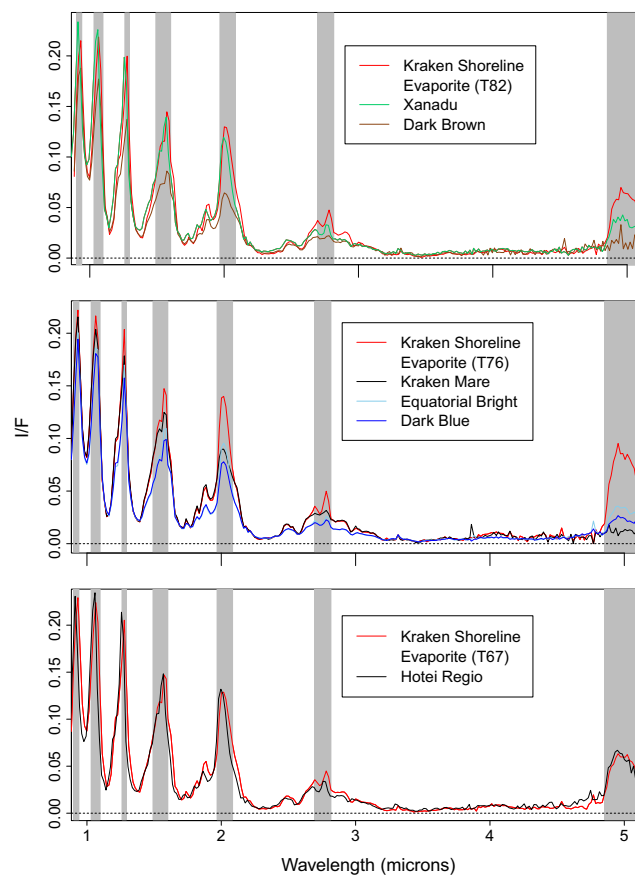 0.00 0.05 0.10 0.15 0.20
Kraken Shoreline
Evaporite (T82)
Xanadu
Dark Brown
I/F
0.00 0.05 0.10 0.15 0.20
Kraken Shoreline
Evaporite (T76)
Kraken Mare
Equatorial Bright
Dark Blue
0.00 0.05 0.10 0.15 0.20
Kraken Shoreline
Evaporite (T67)
Hotei Regio
1 2 3 4 5
Wavelength (microns)